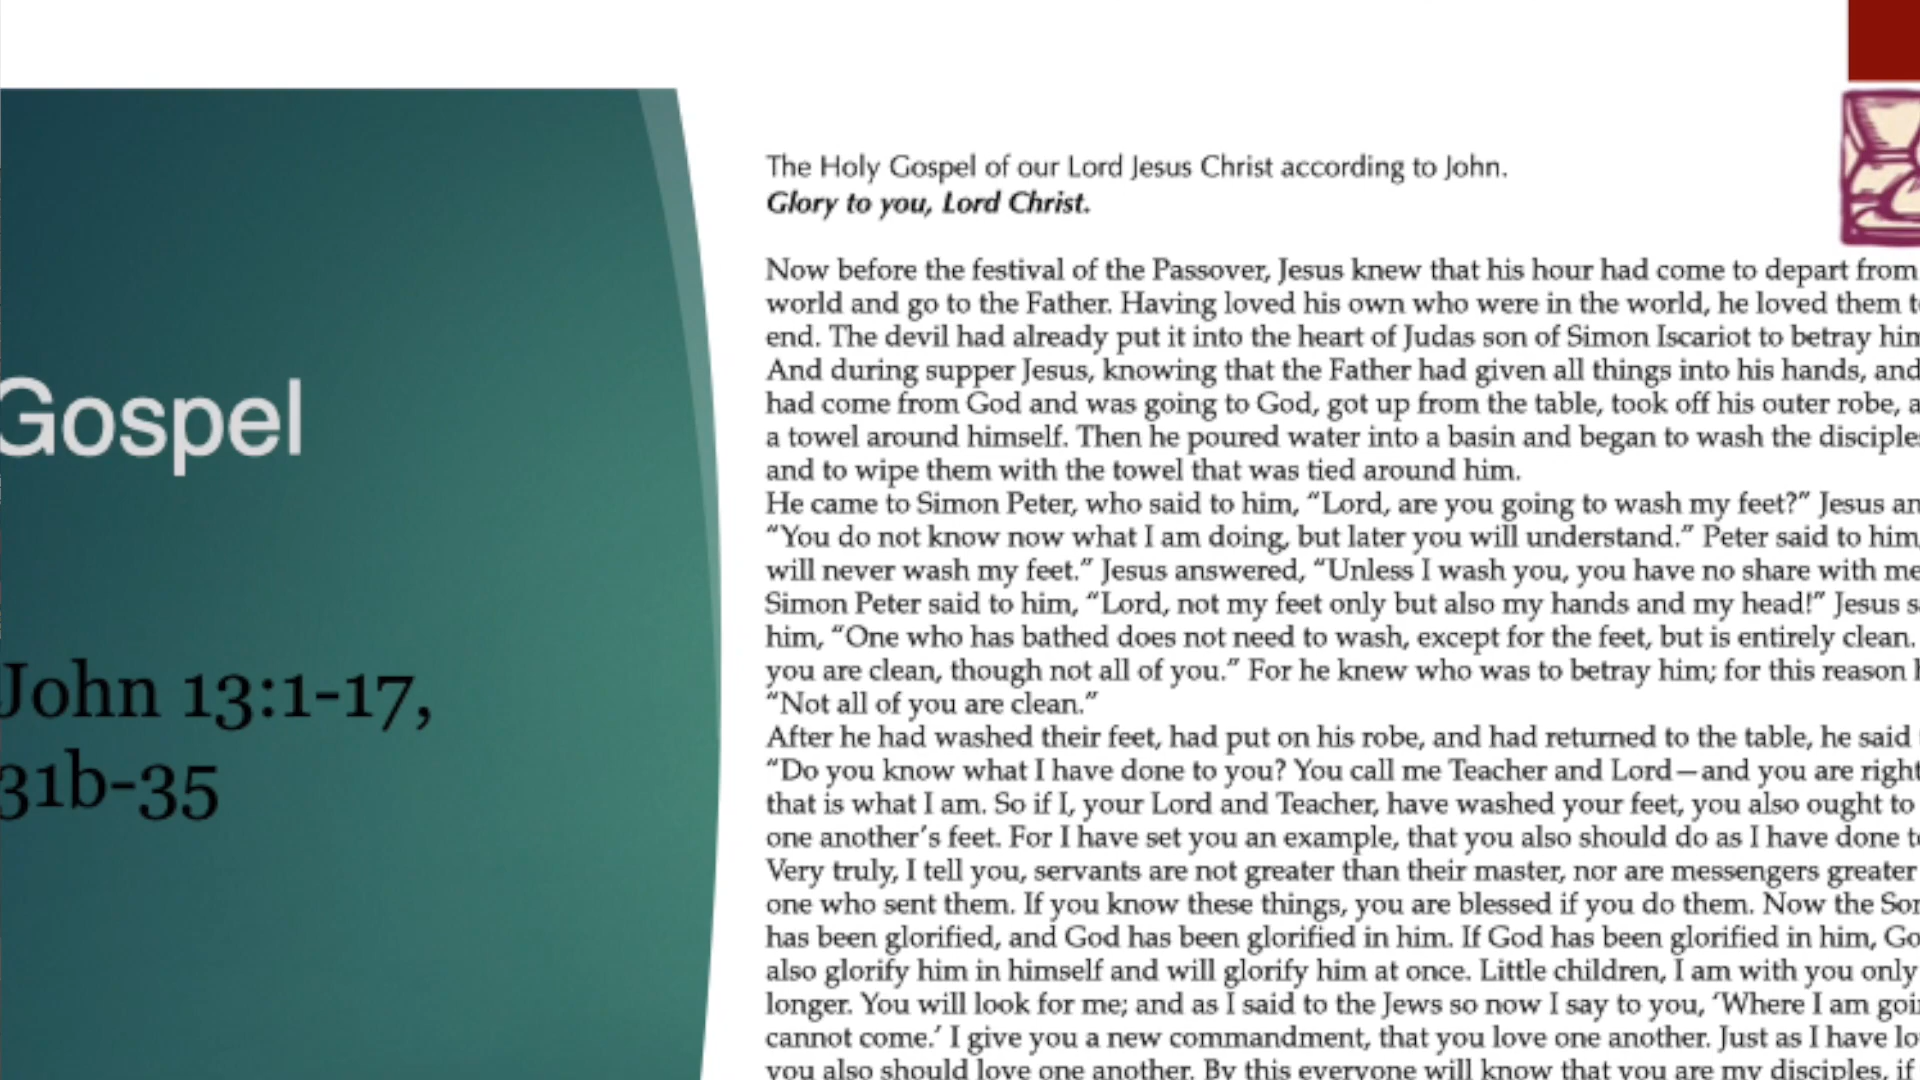 Gospel
John 13:1-17,
31b-35
The Holy Gospel of our Lord Jesus Christ according to John.
Glory to you, Lord Christ.
Now before the festival of the Passover, Jesus knew that his hour had come to depart from
world and go to the Father. Having loved his own who were in the world, he loved them
end. The devil had already put it into the heart of Judas son of Simon Iscariot to betray him
And during supper Jesus, knowing that the Father had given all things into his hands, and
had come from God and was going to God, got up from the table, took off his outer robe,
a towel around himself. Then he poured water into a basin and began to wash the disciples
and to wipe them with the towel that was tied around him.
He came to Simon Peter, who said to him, “Lord, are you going to wash my feet?” Jesus
“You do not know now what I am doing, but later you will understand.” Peter said to him,
will never wash my feet.” Jesus answered, “Unless I wash you, you have no share with me
Simon Peter said to him, “Lord, not my feet only but also my hands and my head!” Jesus
him, “One who has bathed does not need to wash, except for the feet, but is entirely clean.
you are clean, though not all of you.” For he knew who was to betray him; for this reason
“Not all of you are clean.”
After he had washed their feet, had put on his robe, and had returned to the table, he said
“Do you know what I have done to you? You call me Teacher and Lord—and you are right
that is what I am. So if I, your Lord and Teacher, have washed your feet, you also ought to
one another’s feet. For I have set you an example, that you also should do as I have done
Very truly, I tell you, servants are not greater than their master, nor are messengers greater
one who sent them. If you know these things, you are blessed if you do them. Now the Son
has been glorified, and God has been glorified in him. If God has been glorified in him,
also glorify him in himself and will glorify him at once. Little children, I am with you only
longer. You will look for me; and as I said to the Jews so now I say to you, ‘Where I am
cannot come.’ I give you a new commandment, that you love one another. Just as I have
you also should love one another. By this everyone will know that you are my disciples, if